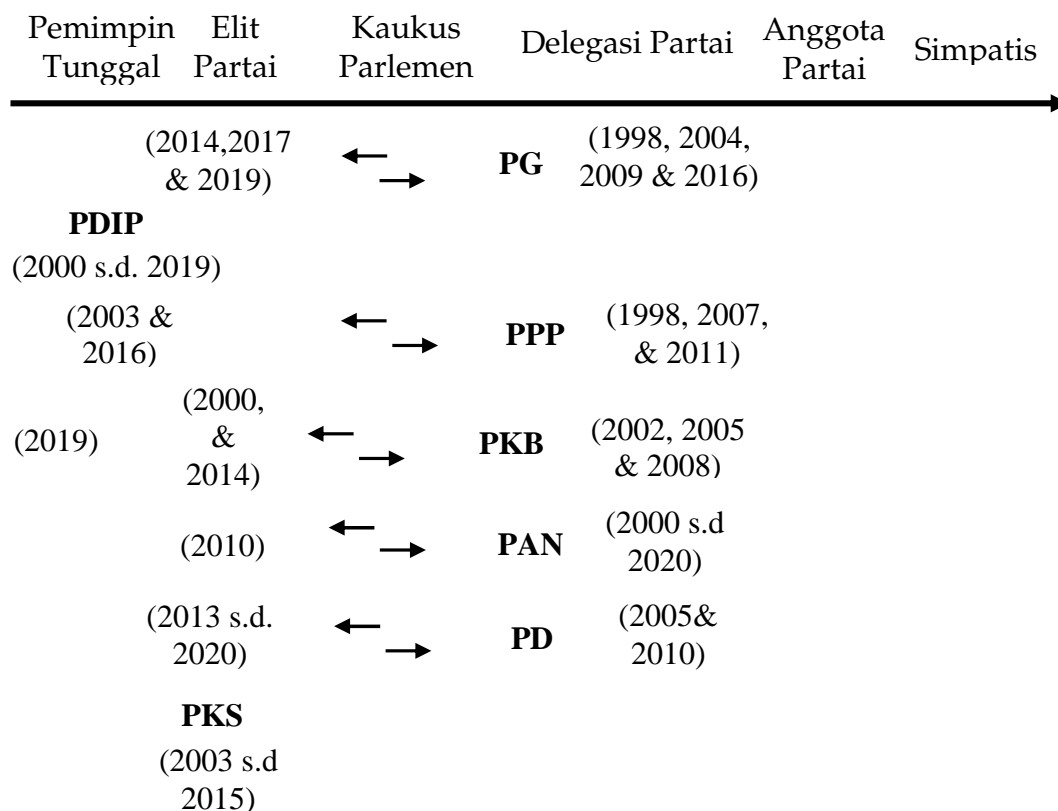 Pemimpin Tunggal
Elit Partai
Kaukus Parlemen
Delegasi Partai
Anggota Partai
Simpatis
(2014,2017 & 2019)
PG
(1998, 2004, 2009 & 2016)
PDIP
(2000 s.d. 2019)
(2003 & 2016)
PPP
(1998, 2007, & 2011)
(2019)
(2000, & 2014)
PKB
(2002, 2005 & 2008)
(2010)
PAN
(2000 s.d 2020)
(2013 s.d. 2020)
PD
(2005& 2010)
PKS
(2003 s.d 2015)